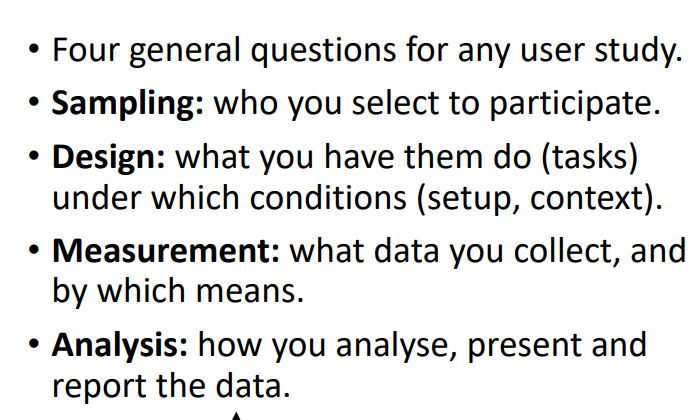 • Four general questions for any user study.
• Sampling: who you select to participate.
• Design: what you have them do (tasks)
under which conditions (setup, context).
• Measurement: what data you collect, and
by which means.
• Analysis: how you analyse, present and
report the data.